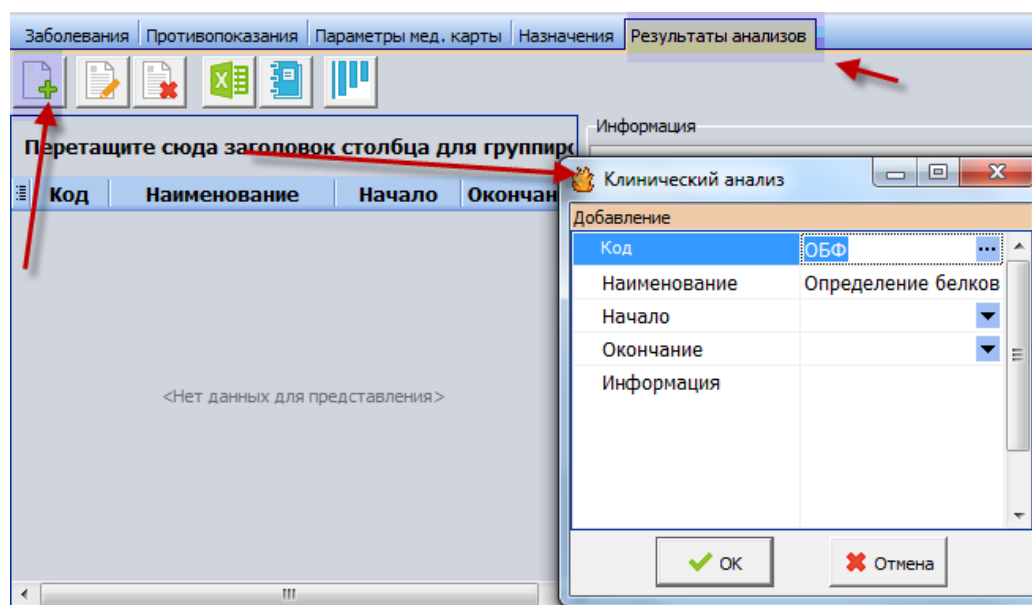 Заболевания Противопоказания Параметры мед. карты Назначения Результаты анализов
Информация
Перетащите сюда заголовок столбца для группиро
Код Наименование Начало Окончан
<Нет данных для представления>
Клинический анализ
Добавление
Код ОБФ ...
Наименование Определение белков
Начало
Окончание
Информация
OK Отмена